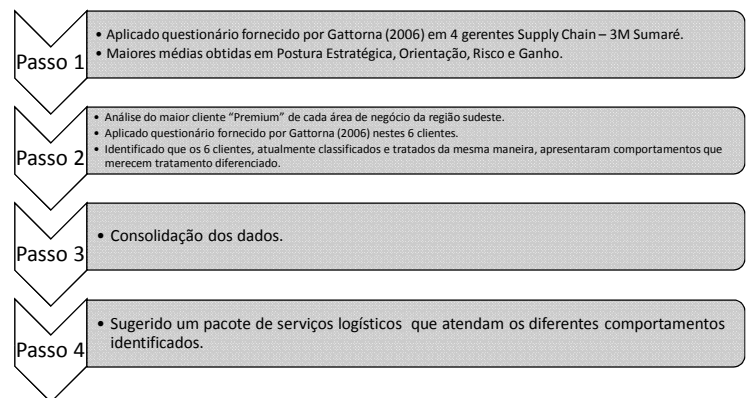 Passo 1
• Aplicado questionário fornecido por Gattorna (2006) em 4 gerentes Supply Chain – 3M Sumaré.
• Maiores médias obtidas em Postura Estratégica, Orientação, Risco e Ganho.
Passo 2
• Análise do maior cliente “Premium” de cada área de negócio da região sudeste.
• Aplicado questionário fornecido por Gattorna (2006) nestes 6 clientes.
• Identificado que os 6 clientes, atualmente classificados e tratados da mesma maneira, apresentaram comportamentos que
merecem tratamento diferenciado.
Passo 3
• Consolidação dos dados.
Passo 4
• Sugerido um pacote de serviços logísticos que atendam os diferentes comportamentos
identificados.